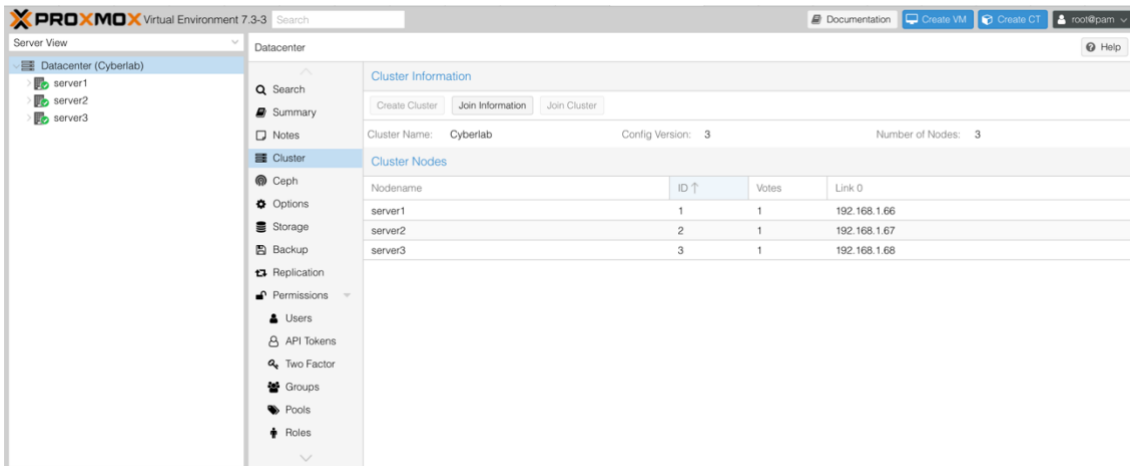 PROXMOX Virtual Environment 7.3-3 Search Documentation Create VM Create CT root@pam
Server View
Datacenter (Cyberlab)
server1
server2
server3
Datacenter Help
Search
Summary
Notes
Cluster
Ceph
Options
Storage
Backup
Replication
Permissions
Users
API Tokens
Two Factor
Groups
Pools
Roles
Cluster Information
Create Cluster Join Information Join Cluster
Cluster Name: Cyberlab Config Version: 3 Number of Nodes: 3
Cluster Nodes
Nodename ID Votes Link 0
server1 1 1 192.168.1.66
server2 2 1 192.168.1.67
server3 3 1 192.168.1.68